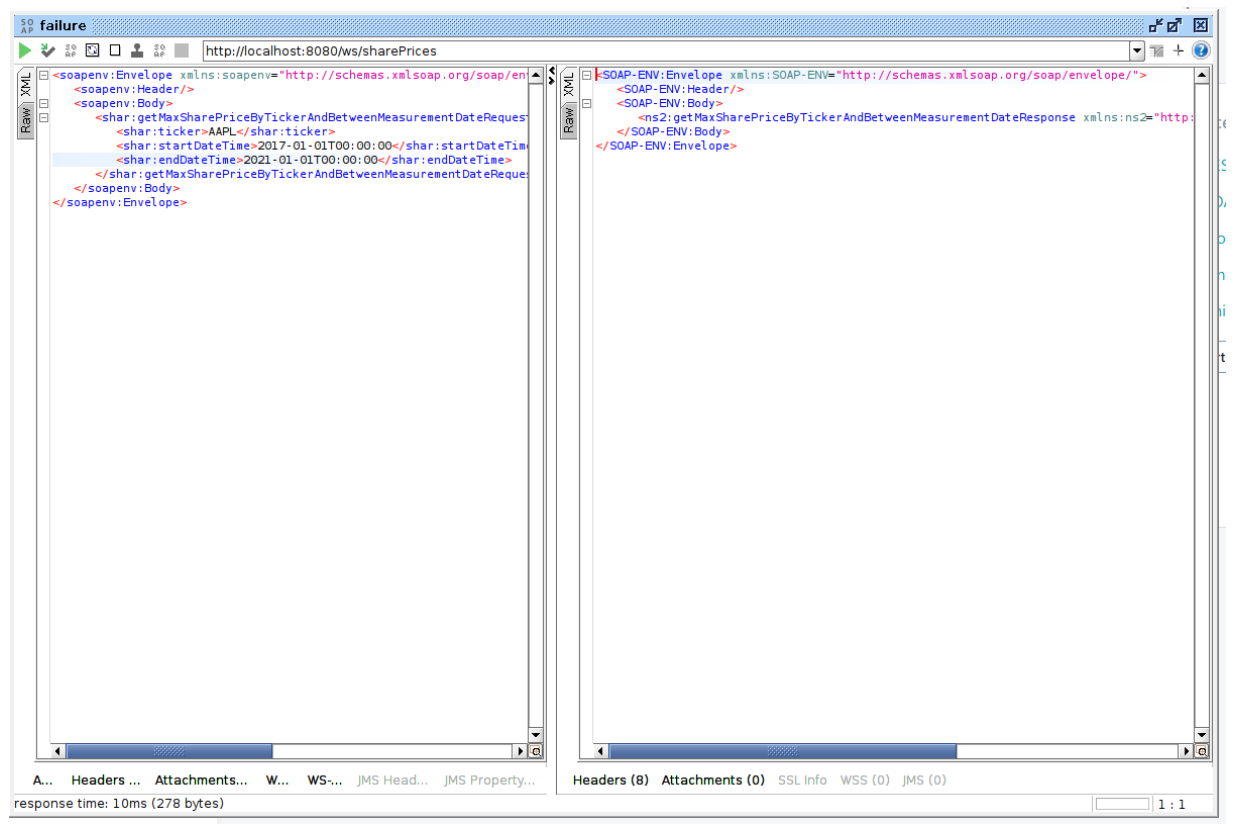 SO AP failure
http://localhost:8080/ws/sharePrices
XML
Raw
<soapenv:Envelope xmlns:soapenv="http://schemas.xmlsoap.org/soap/en
<soapenv:Header/>
<soapenv:Body>
<shar:getMaxSharePriceByTickerAndBetweenMeasurementDateReques
<shar:ticker>AAPL</shar:ticker>
<shar:startDateTime>2017-01-01T00:00:00</shar:startDateTim
<shar:endDateTime>2021-01-01T00:00:00</shar:endDateTime>
</shar:getMaxSharePriceByTickerAndBetweenMeasurementDateReque
</soapenv:Body>
</soapenv:Envelope>
XML
Raw
<SOAP-ENV:Envelope xmlns:SOAP-ENV="http://schemas.xmlsoap.org/soap/envelope/">
<SOAP-ENV:Header/>
<SOAP-ENV:Body>
<ns2:getMaxSharePriceByTickerAndBetweenMeasurementDateResponse xmlns:ns2="http:
</SOAP-ENV:Body>
</SOAP-ENV:Envelope>
A... Headers ... Attachments... W... WS-... JMS Head... JMS Property...
Headers (8) Attachments (0) SSL Info WSS (0) JMS (0)
response time: 10ms (278 bytes)
1 : 1